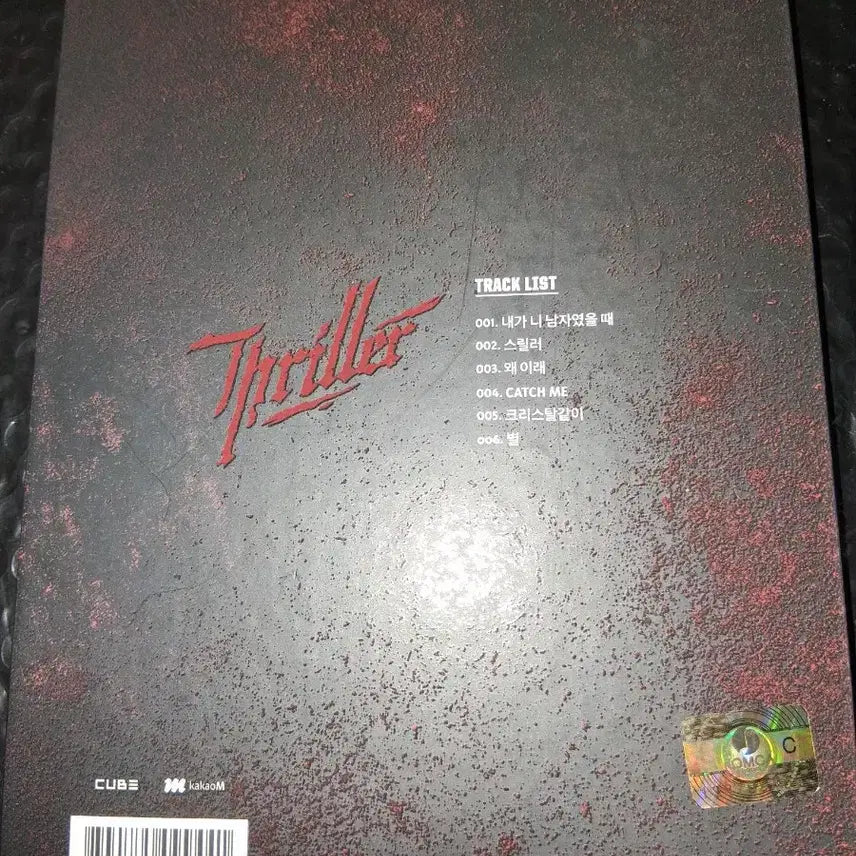 TRACK LIST
Thriller
001. 내가 니 남자였을 때
002. 스릴러
003. 왜 이래
004. CATCH ME
005. 크리스탈같이
006. 별
CUBE
kakaoM
KOMCA
C